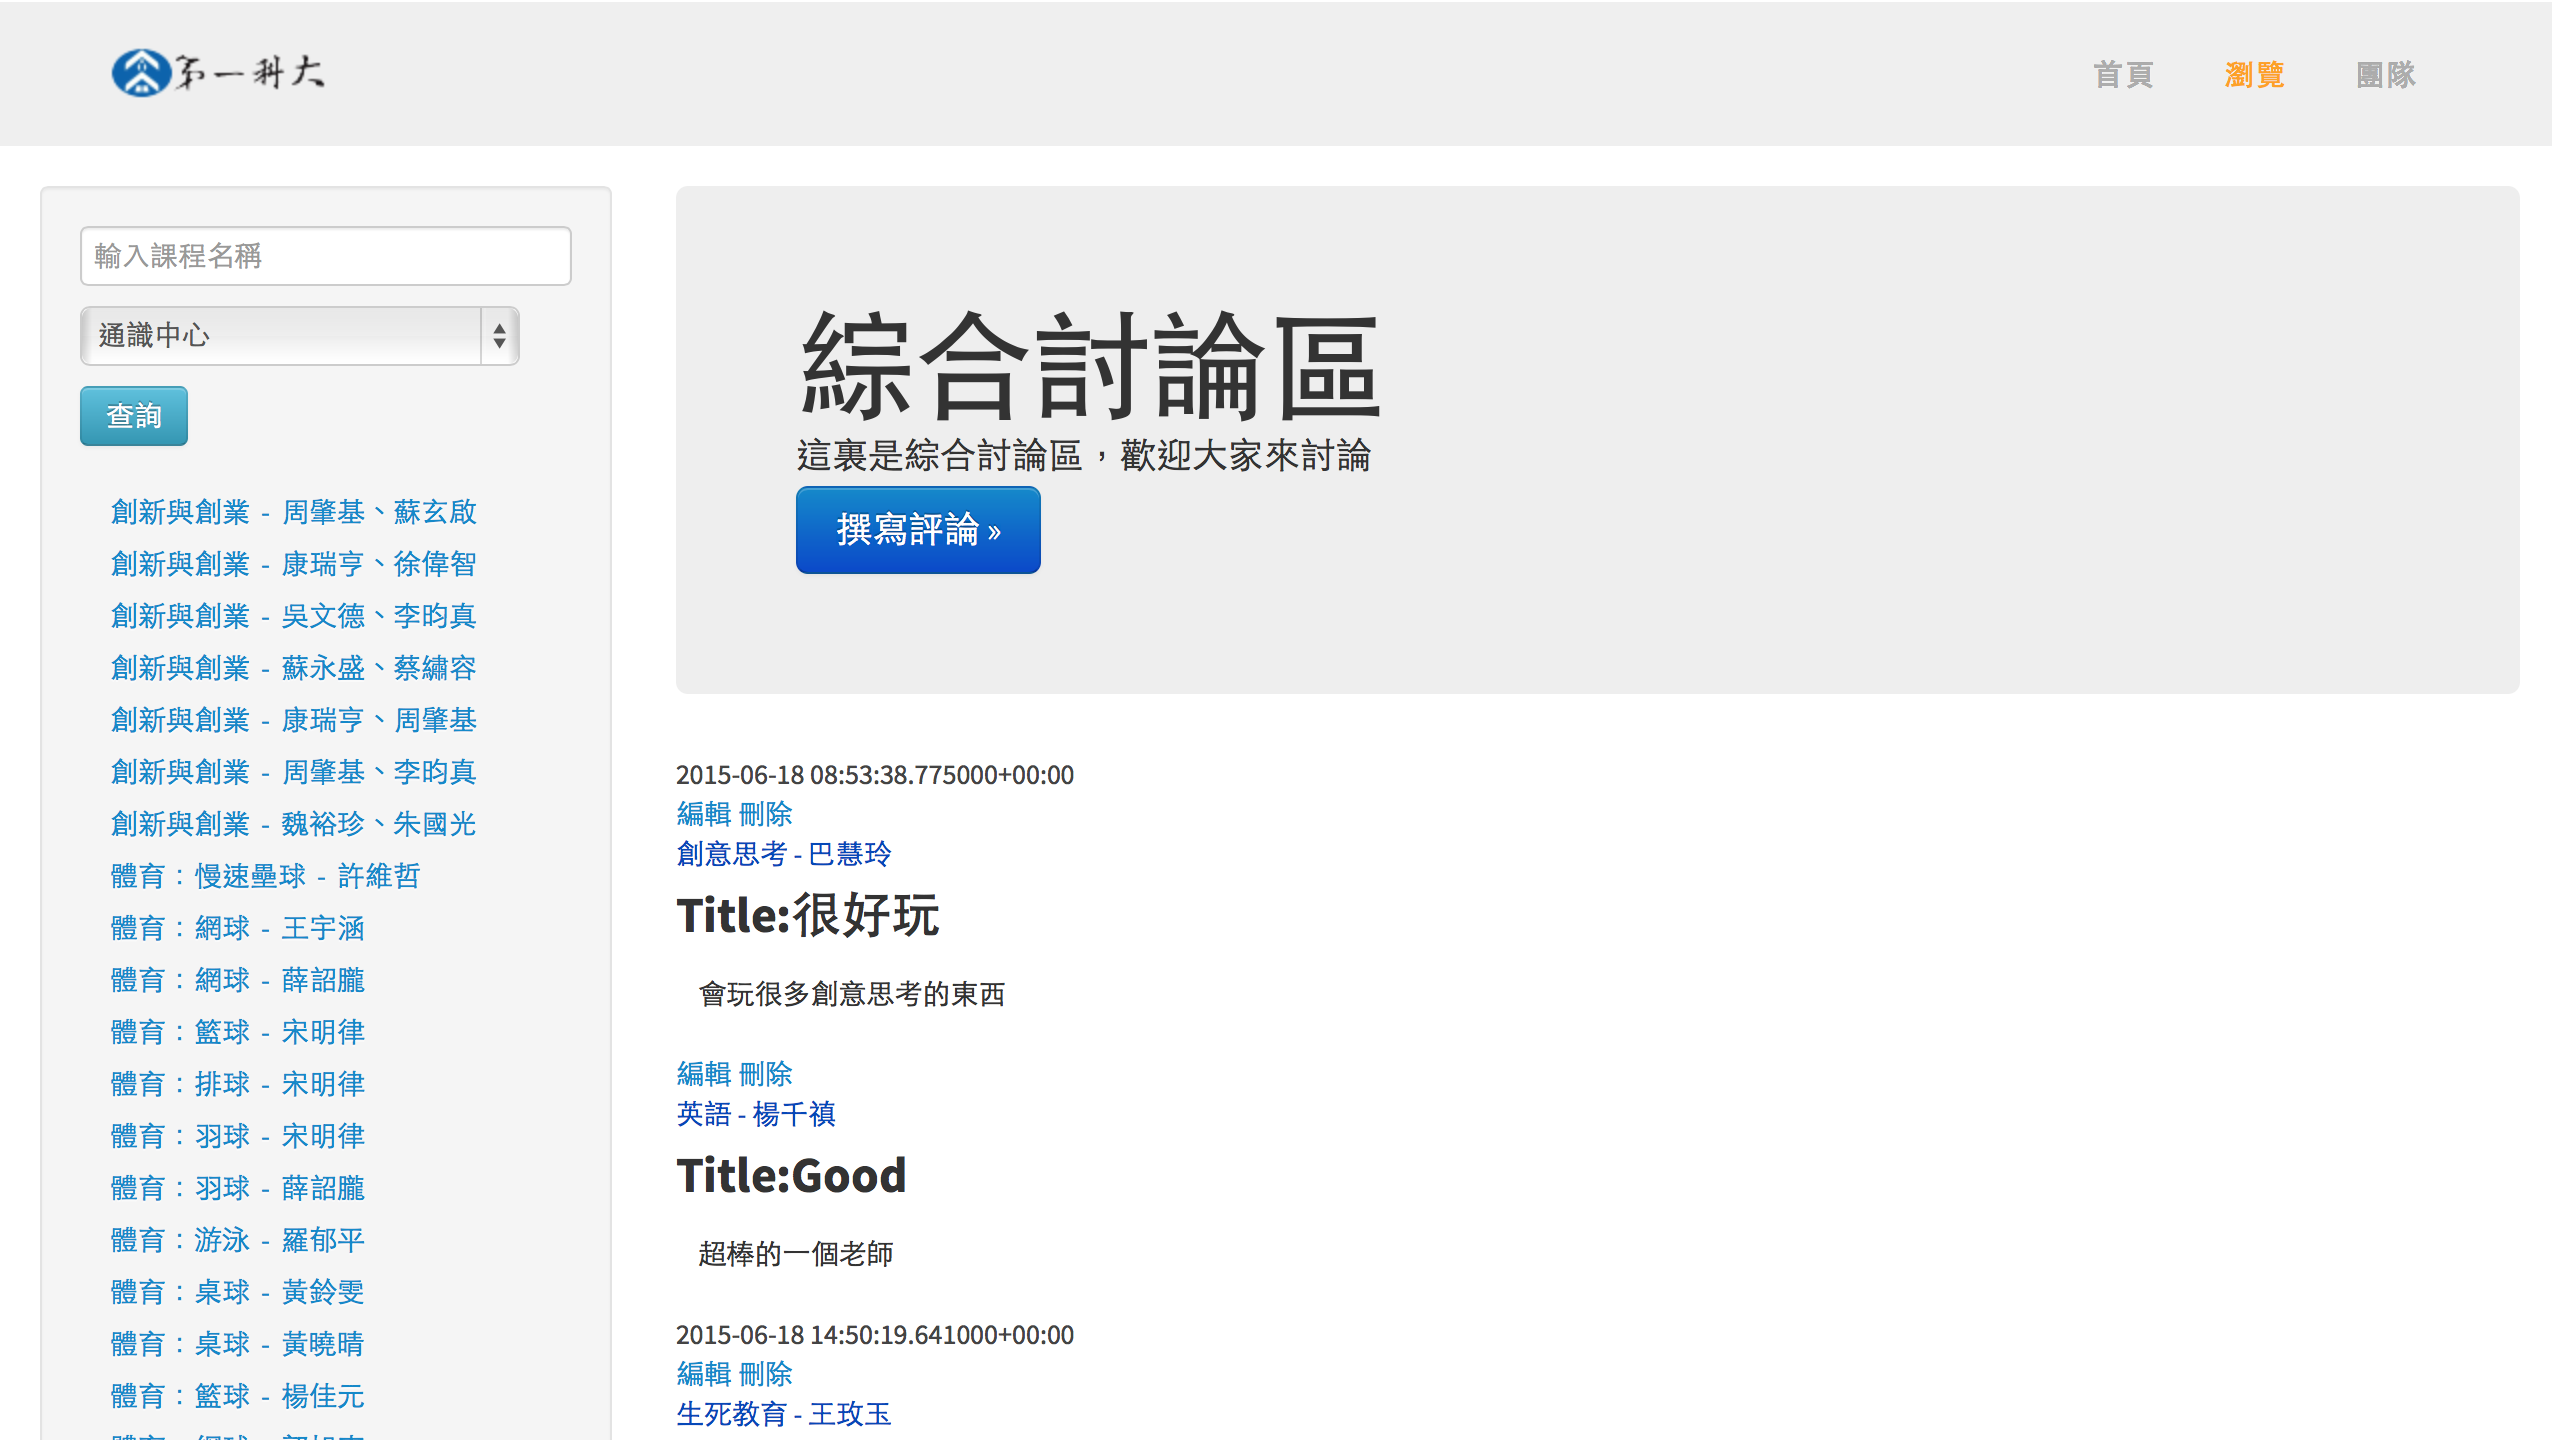 第一科大
首頁
瀏覽
團隊
輸入課程名稱
通識中心
查詢
創新與創業 - 周肇基、蘇玄啟
創新與創業 - 康瑞亨、徐偉智
創新與創業 - 吳文德、李昀真
創新與創業 - 蘇永盛、蔡繡容
創新與創業 - 康瑞亨、周肇基
創新與創業 - 周肇基、李昀真
創新與創業 - 魏裕珍、朱國光
體育：慢速壘球 - 許維哲
體育：網球 - 王宇涵
體育：網球 - 薛詔朧
體育：籃球 - 宋明律
體育：排球 - 宋明律
體育：羽球 - 宋明律
體育：羽球 - 薛詔朧
體育：游泳 - 羅郁平
體育：桌球 - 黃鈴雯
體育：桌球 - 黃曉晴
體育：籃球 - 楊佳元
綜合討論區
這裏是綜合討論區，歡迎大家來討論
撰寫評論 »
2015-06-18 08:53:38.775000+00:00
編輯 刪除
創意思考 - 巴慧玲
Title:很好玩
會玩很多創意思考的東西
編輯 刪除
英語 - 楊千禛
Title:Good
超棒的一個老師
2015-06-18 14:50:19.641000+00:00
編輯 刪除
生死教育 - 王玫玉